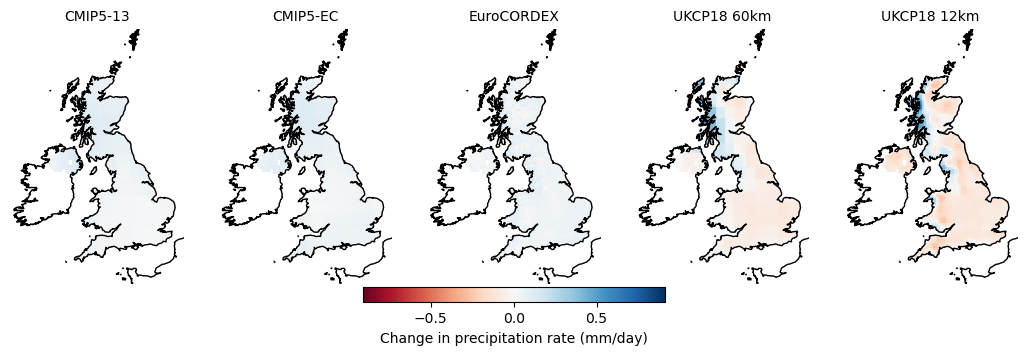 CMIP5-13 CMIP5-EC EuroCORDEX UKCP18 60km UKCP18 12km
−0.5 0.0 0.5
Change in precipitation rate (mm/day)